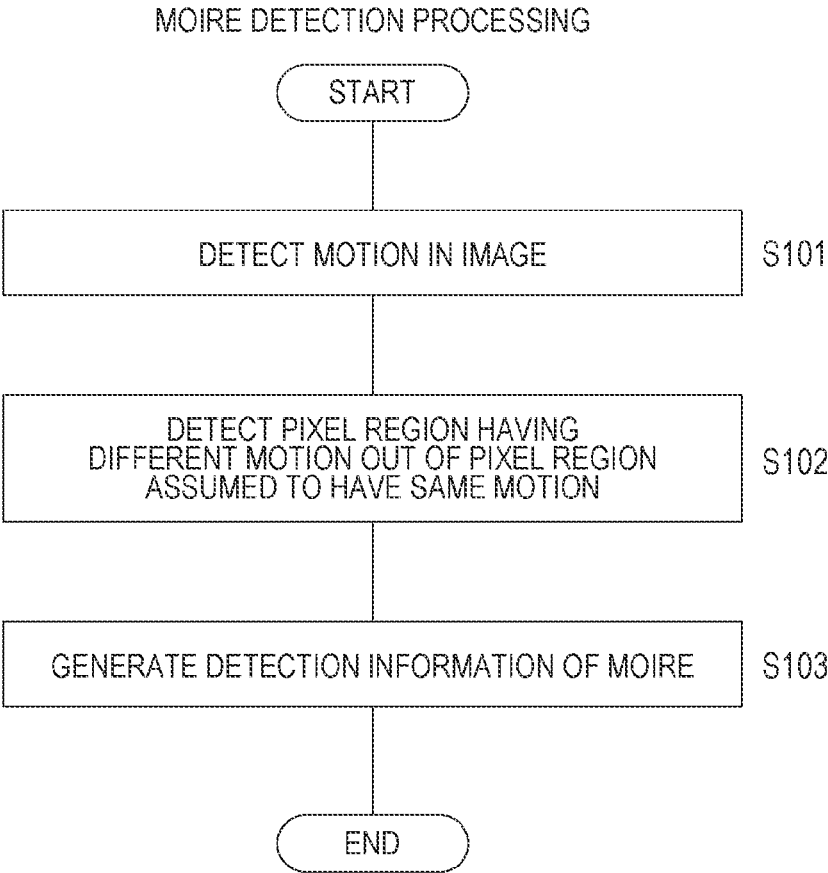 MOIRE DETECTION PROCESSING
START
DETECT MOTION IN IMAGE
S101
DETECT PIXEL REGION HAVING
DIFFERENT MOTION OUT OF PIXEL REGION
ASSUMED TO HAVE SAME MOTION
S102
GENERATE DETECTION INFORMATION OF MOIRE
S103
END